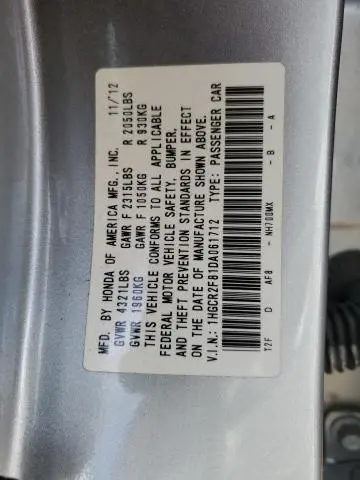 MFD. BY HONDA OF AMERICA MFG., INC. 11/'12
GVWR 4321LBS GAWR F 2315LBS R 2050LBS
GVWR 1960KG GAWR F 1050KG R 930KG
THIS VEHICLE CONFORMS TO ALL APPLICABLE
FEDERAL MOTOR VEHICLE SAFETY, BUMPER,
AND THEFT PREVENTION STANDARDS IN EFFECT
ON THE DATE OF MANUFACTURE SHOWN ABOVE.
V.I.N.: 1HGCR2F81DA061712 TYPE: PASSENGER CAR
T2F D AF8 - NH700MX - B - A